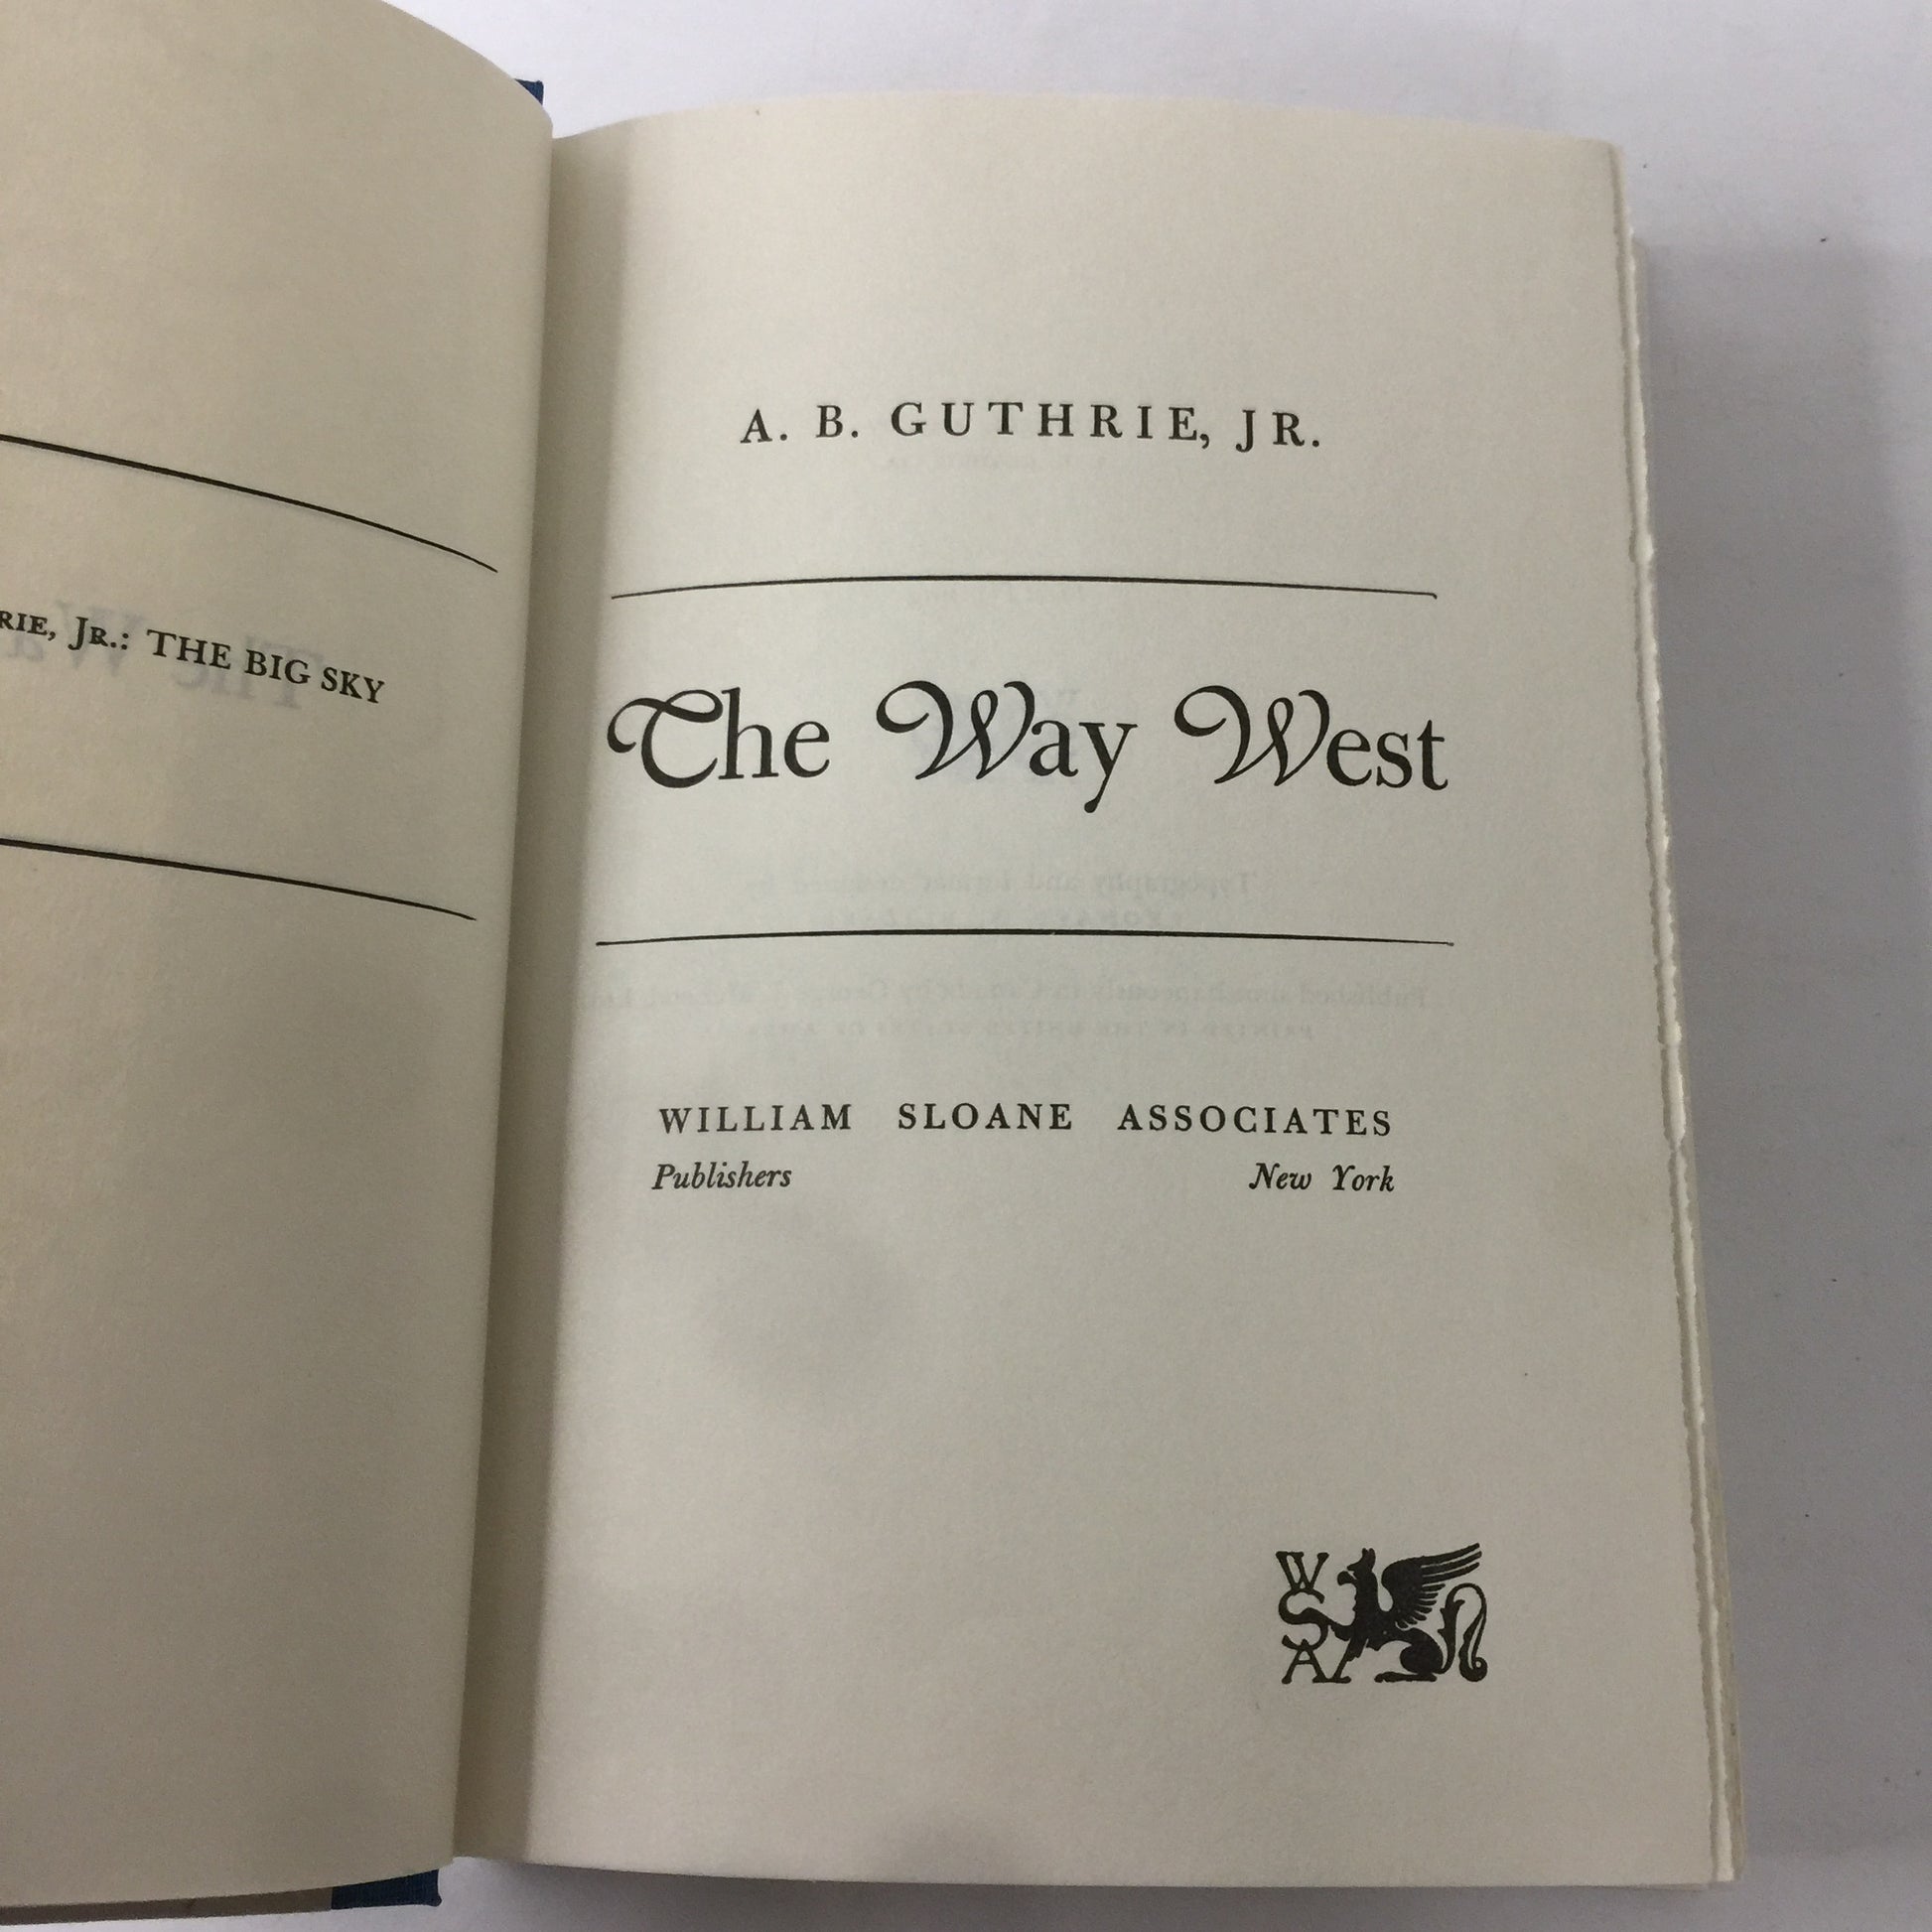 RIE, JR.: THE BIG SKY
A. B. GUTHRIE, JR.
The Way West
WILLIAM SLOANE ASSOCIATES
Publishers New York
W
S
A